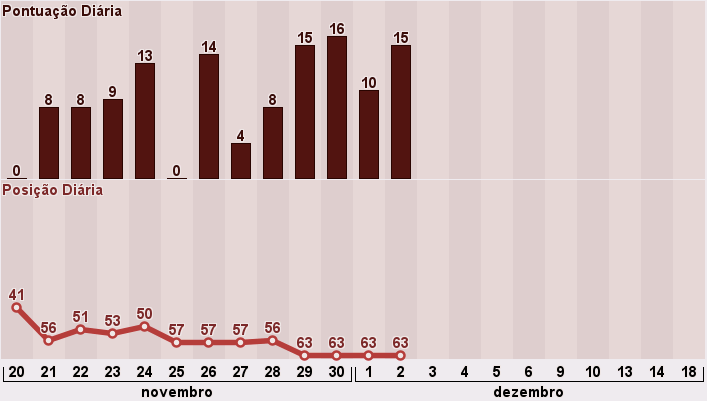 Pontuação Diária
0 8 8 9 13 0 14 4 8 15 16 10 15
Posição Diária
41 56 51 53 50 57 57 57 56 63 63 63 63
20 21 22 23 24 25 26 27 28 29 30 1 2 3 4 5 6 9 10 13 14 18
novembro dezembro